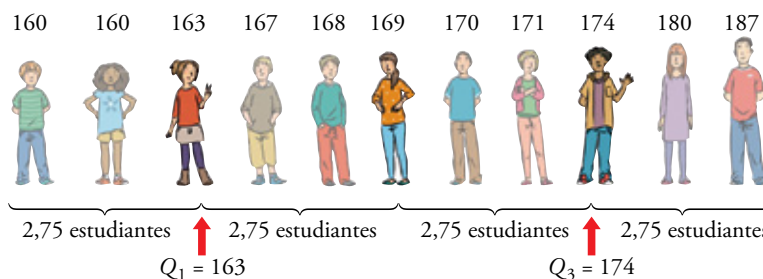 160 160 163 167 168 169 170 171 174 180 187
2,75 estudiantes 2,75 estudiantes 2,75 estudiantes 2,75 estudiantes
Q₁ = 163 Q₃ = 174